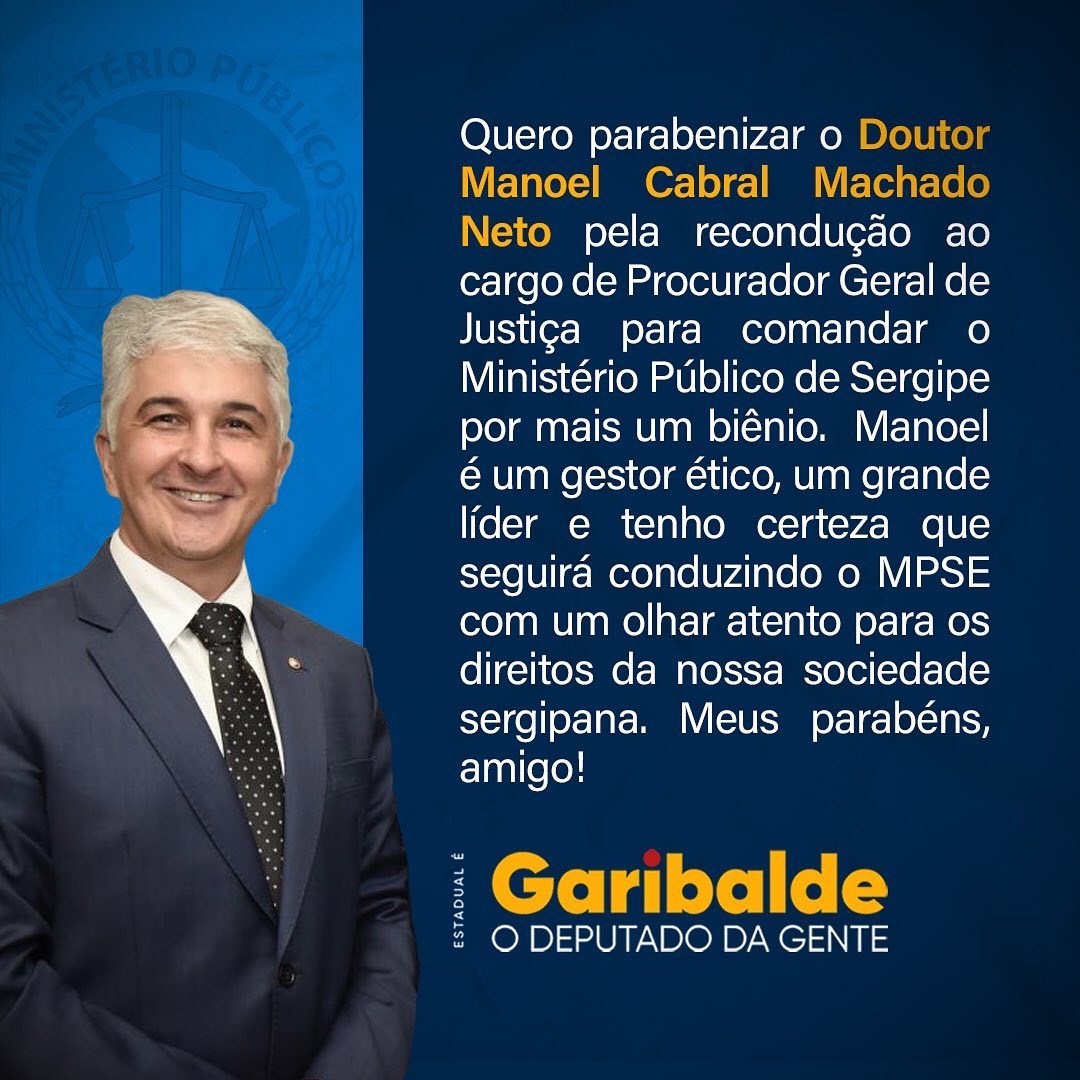 MINISTÉRIO PÚBLICO
Quero parabenizar o Doutor
Manoel Cabral Machado
Neto pela recondução ao
cargo de Procurador Geral de
Justiça para comandar o
Ministério Público de Sergipe
por mais um biênio. Manoel
é um gestor ético, um grande
líder e tenho certeza que
seguirá conduzindo o MPSE
com um olhar atento para os
direitos da nossa sociedade
sergipana. Meus parabéns,
amigo!
ESTADUAL É
Garibalde
O DEPUTADO DA GENTE